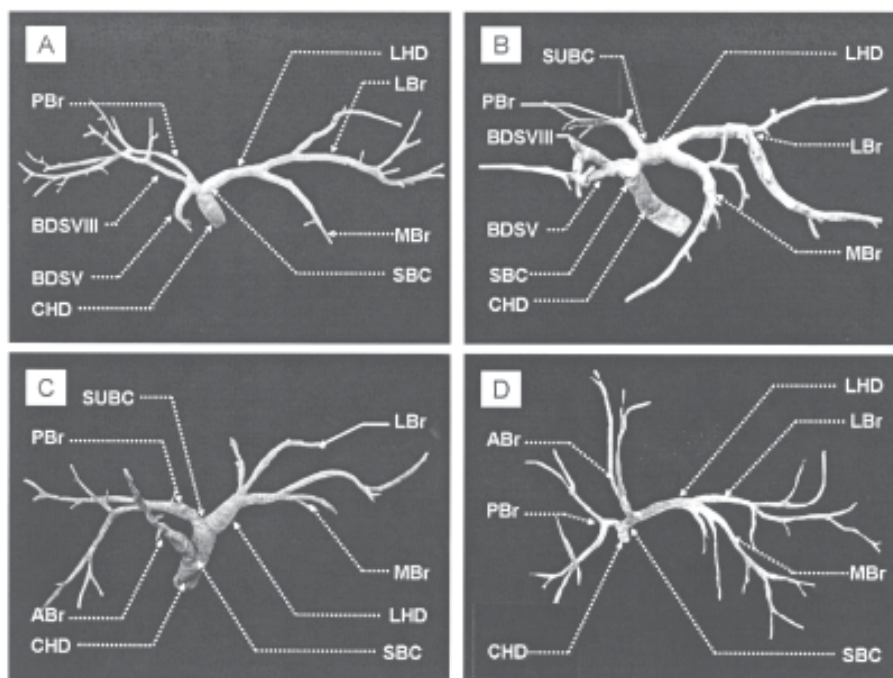 A
LHD
LBr
PBr
BDSVIII
BDSV
CHD
MBr
SBC
B
SUBC
LHD
PBr
BDSVIII
LBr
BDSV
SBC
CHD
MBr
C
SUBC
PBr
LBr
ABr
CHD
MBr
LHD
SBC
D
LHD
LBr
ABr
PBr
MBr
CHD
SBC